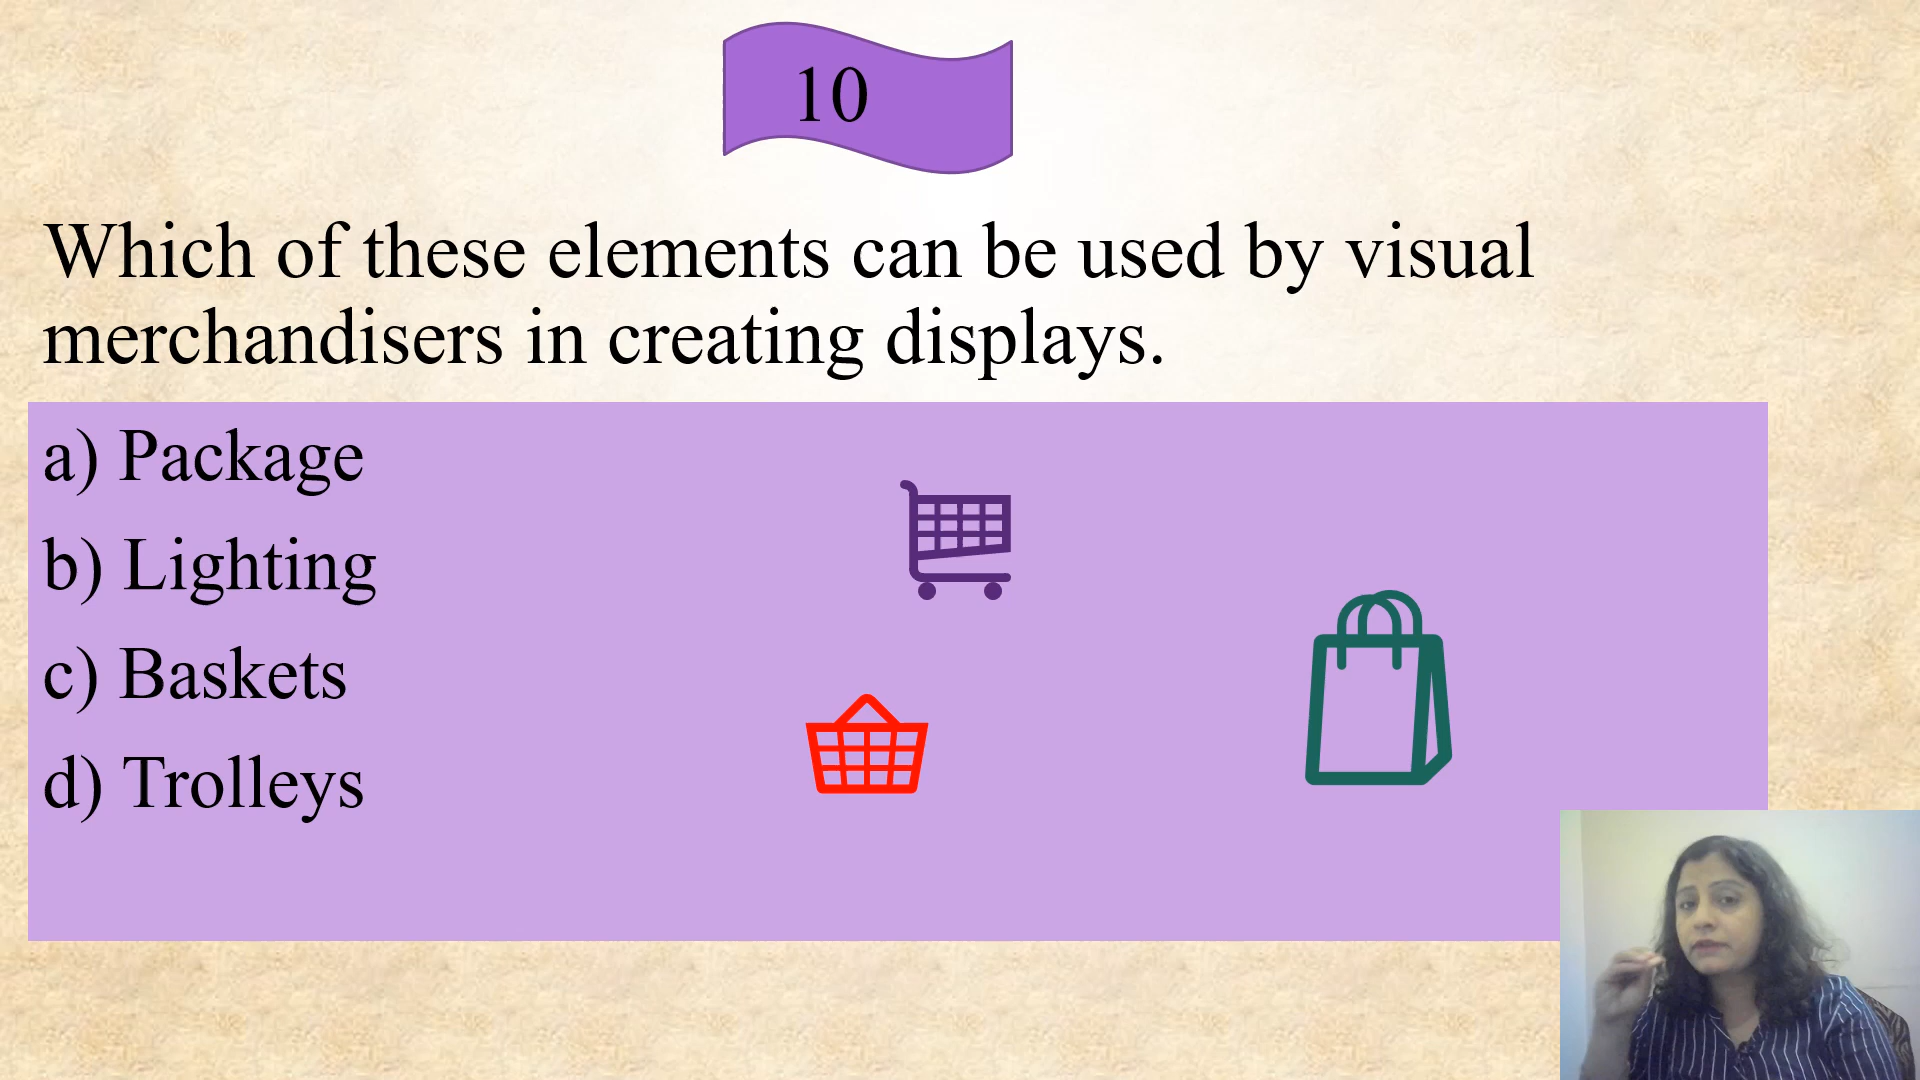 10
Which of these elements can be used by visual
merchandisers in creating displays.
a) Package
b) Lighting
c) Baskets
d) Trolleys